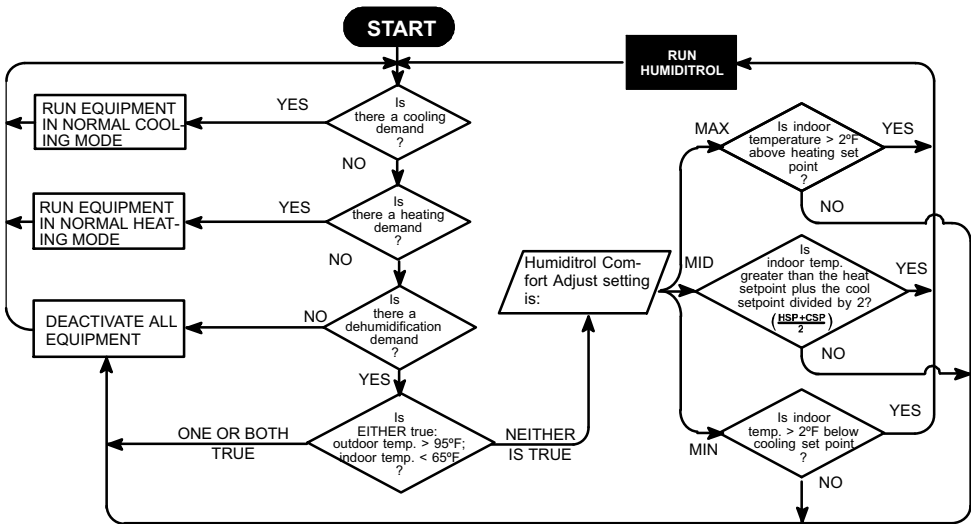 START
RUN
HUMIDITROL
Is
there a cooling
demand
?
YES
NO
RUN EQUIPMENT
IN NORMAL COOL-
ING MODE
Is
there a heating
demand
?
YES
NO
RUN EQUIPMENT
IN NORMAL HEAT-
ING MODE
Is
there a
dehumidification
demand
?
NO
YES
DEACTIVATE ALL
EQUIPMENT
Is
EITHER true:
outdoor temp. > 95ºF;
indoor temp. < 65ºF
?
ONE OR BOTH
TRUE
NEITHER
IS TRUE
Humiditrol Com-
fort Adjust setting
is:
MAX
Is indoor
temperature > 2ºF
above heating set
point
?
YES
NO
MID
Is
indoor temp.
greater than the heat
setpoint plus the cool
setpoint divided by 2?
(HSP+CSP
2)
YES
NO
MIN
Is indoor
temp. > 2ºF below
cooling set point
?
YES
NO